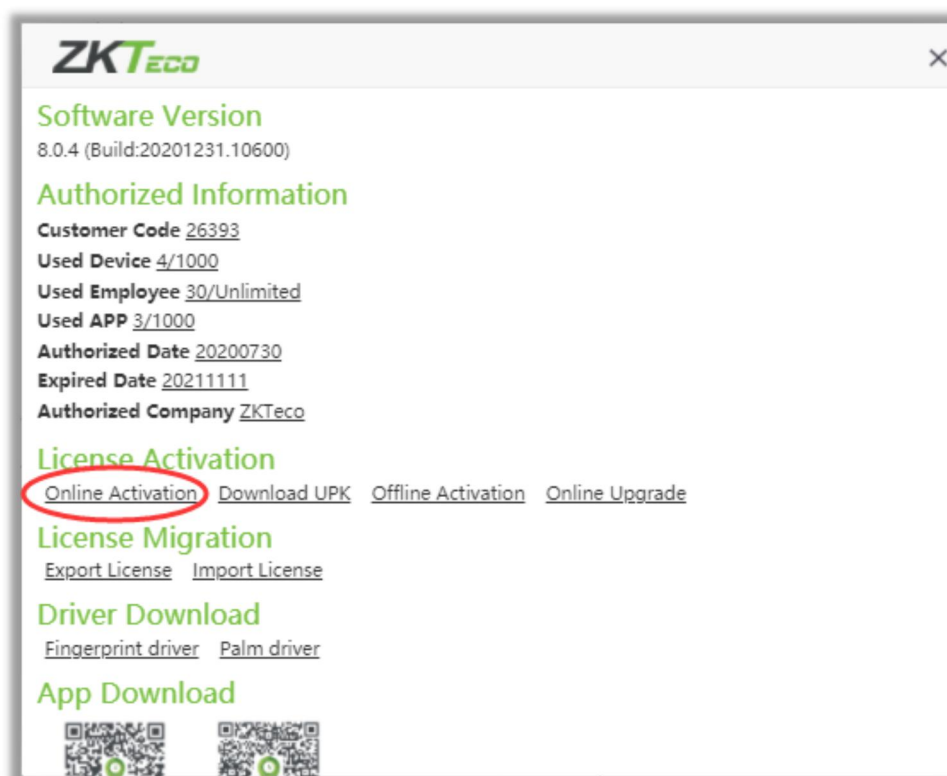 ZKTECO
Software Version
8.0.4 (Build:20201231.10600)
Authorized Information
Customer Code 26393
Used Device 4/1000
Used Employee 30/Unlimited
Used APP 3/1000
Authorized Date 20200730
Expired Date 20211111
Authorized Company ZKTeco
License Activation
Online Activation Download UPK Offline Activation Online Upgrade
License Migration
Export License Import License
Driver Download
Fingerprint driver Palm driver
App Download